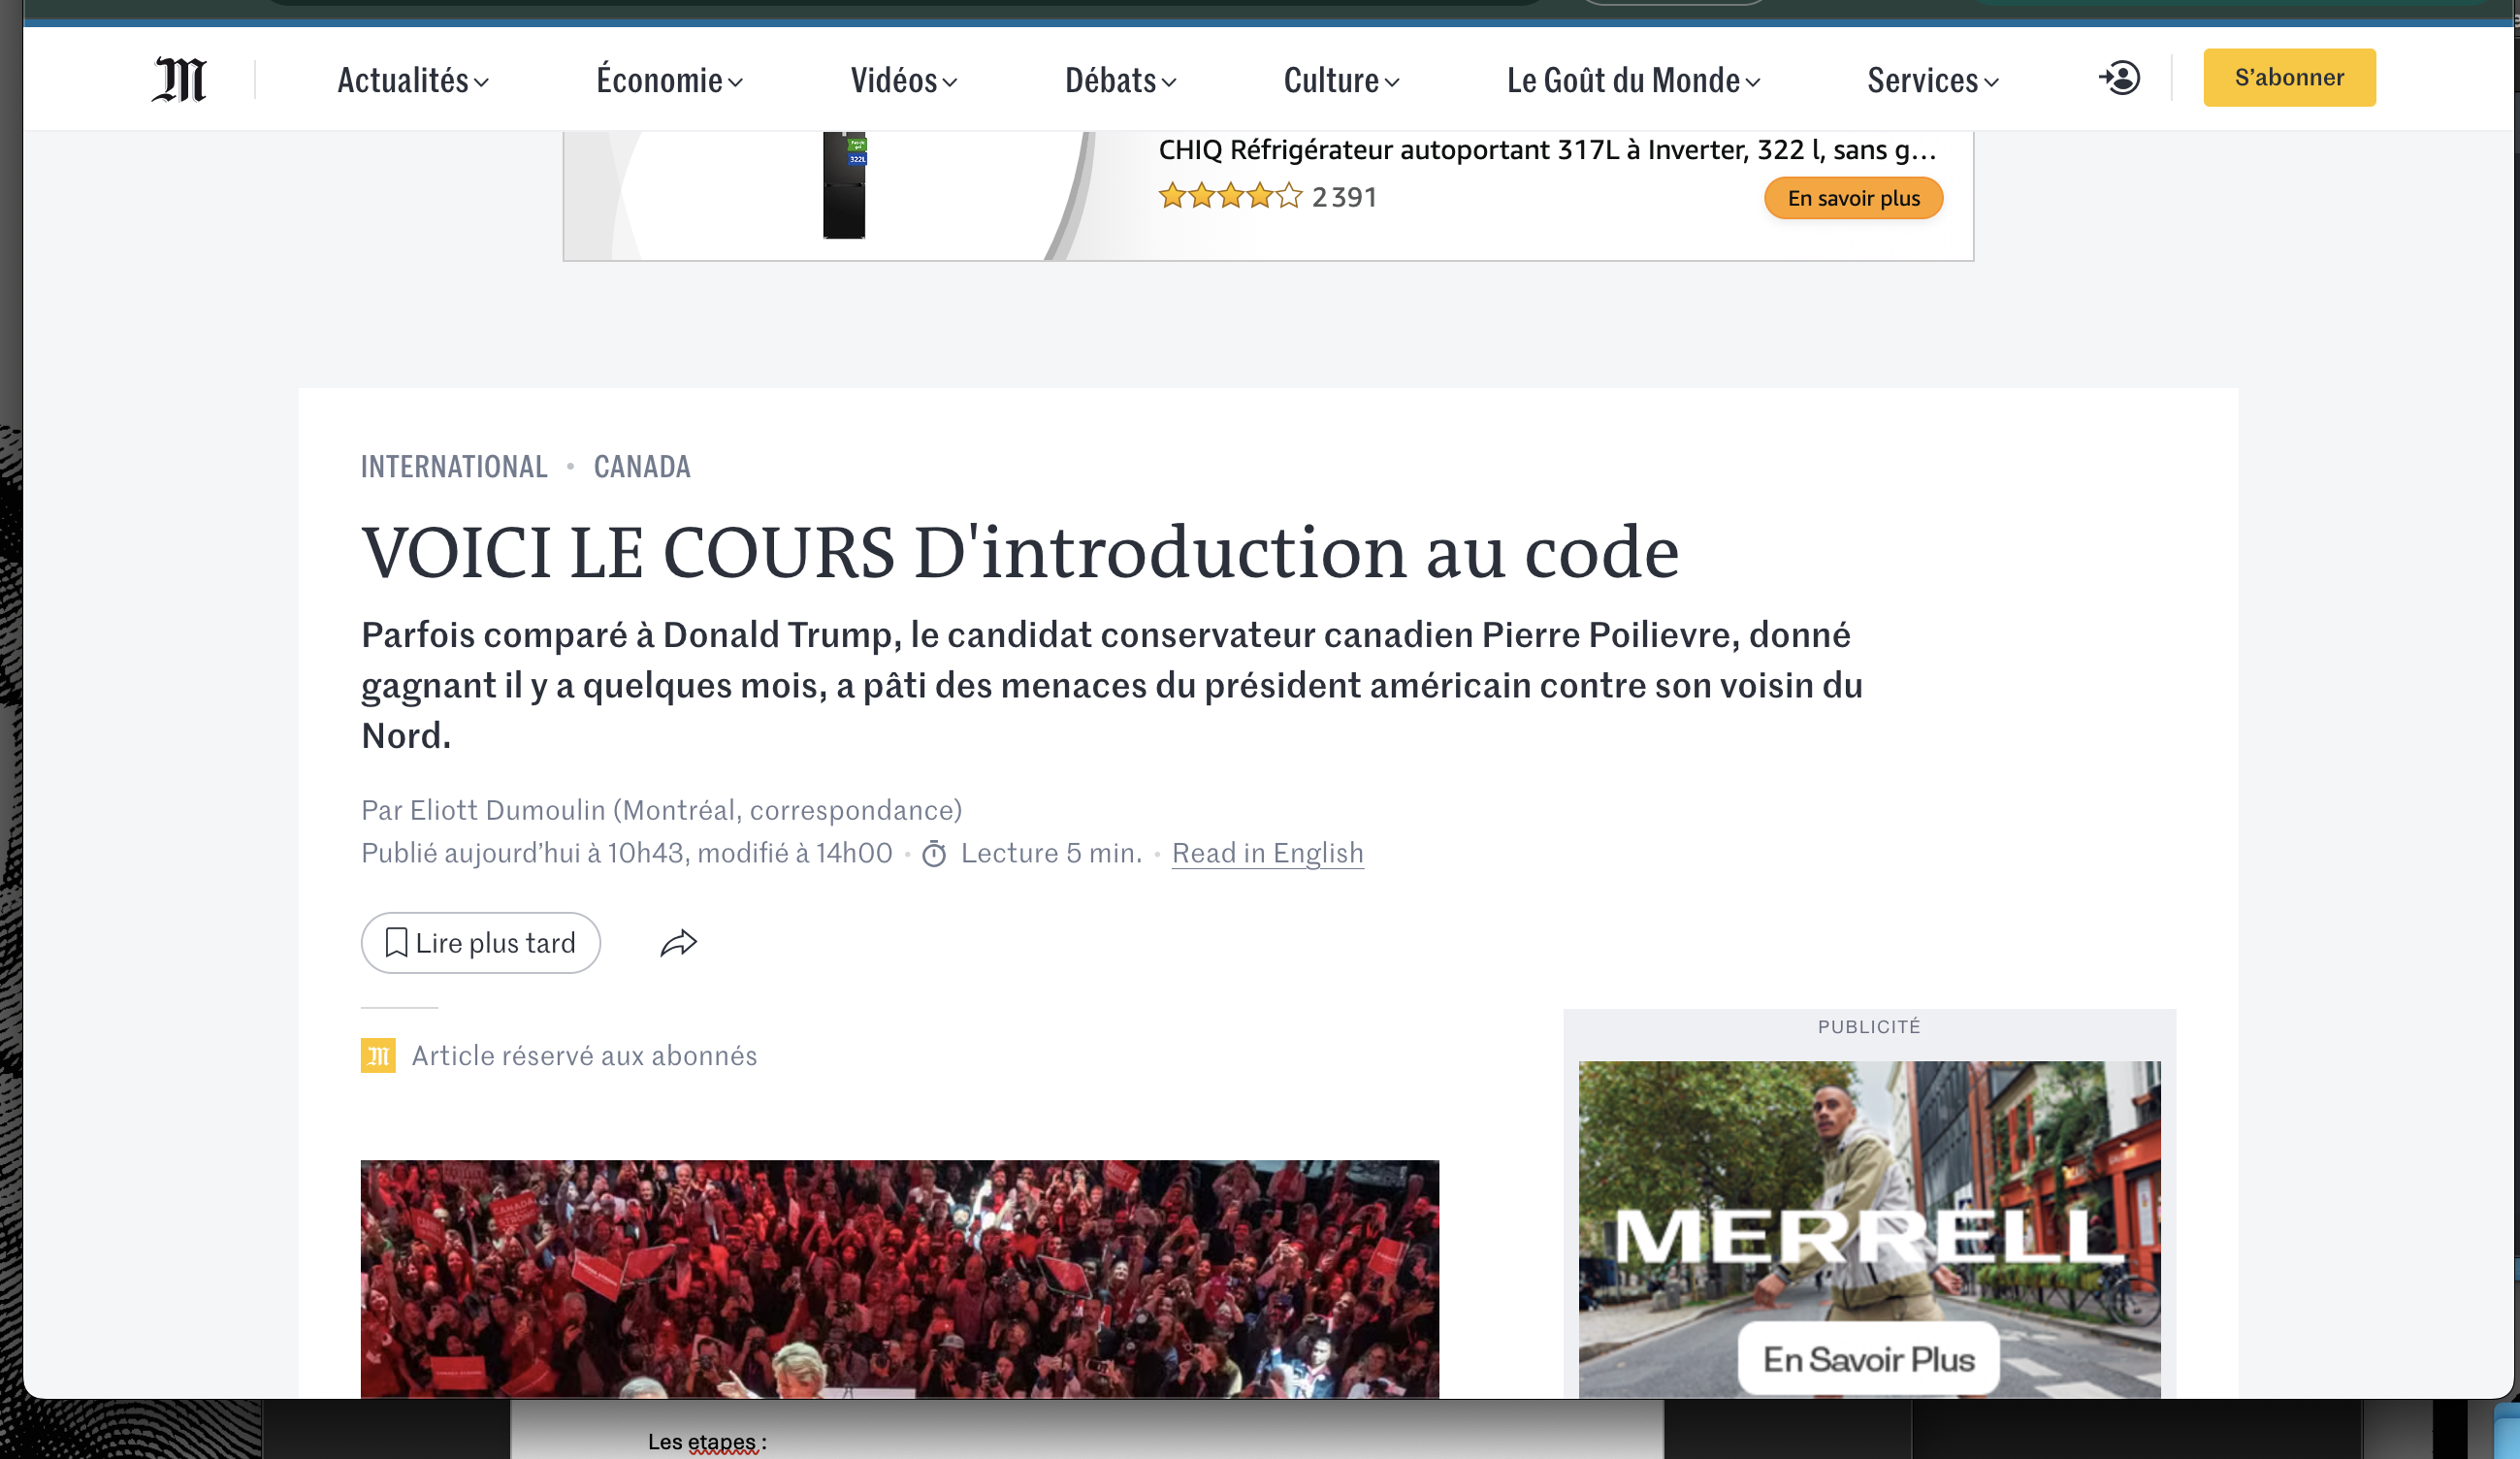 M
Actualités
Économie
Vidéos
Débats
Culture
Le Goût du Monde
Services
S'abonner
CHIQ Réfrigérateur autoportant 317L à Inverter, 322 l, sans g…
322L
2 391
En savoir plus
INTERNATIONAL • CANADA
VOICI LE COURS D'introduction au code
Parfois comparé à Donald Trump, le candidat conservateur canadien Pierre Poilievre, donné
gagnant il y a quelques mois, a pâti des menaces du président américain contre son voisin du
Nord.
Par Eliott Dumoulin (Montréal, correspondance)
Publié aujourd’hui à 10h43, modifié à 14h00 • Lecture 5 min. • Read in English
Lire plus tard
M Article réservé aux abonnés
PUBLICITÉ
MERRELL
En Savoir Plus
Les etapes :